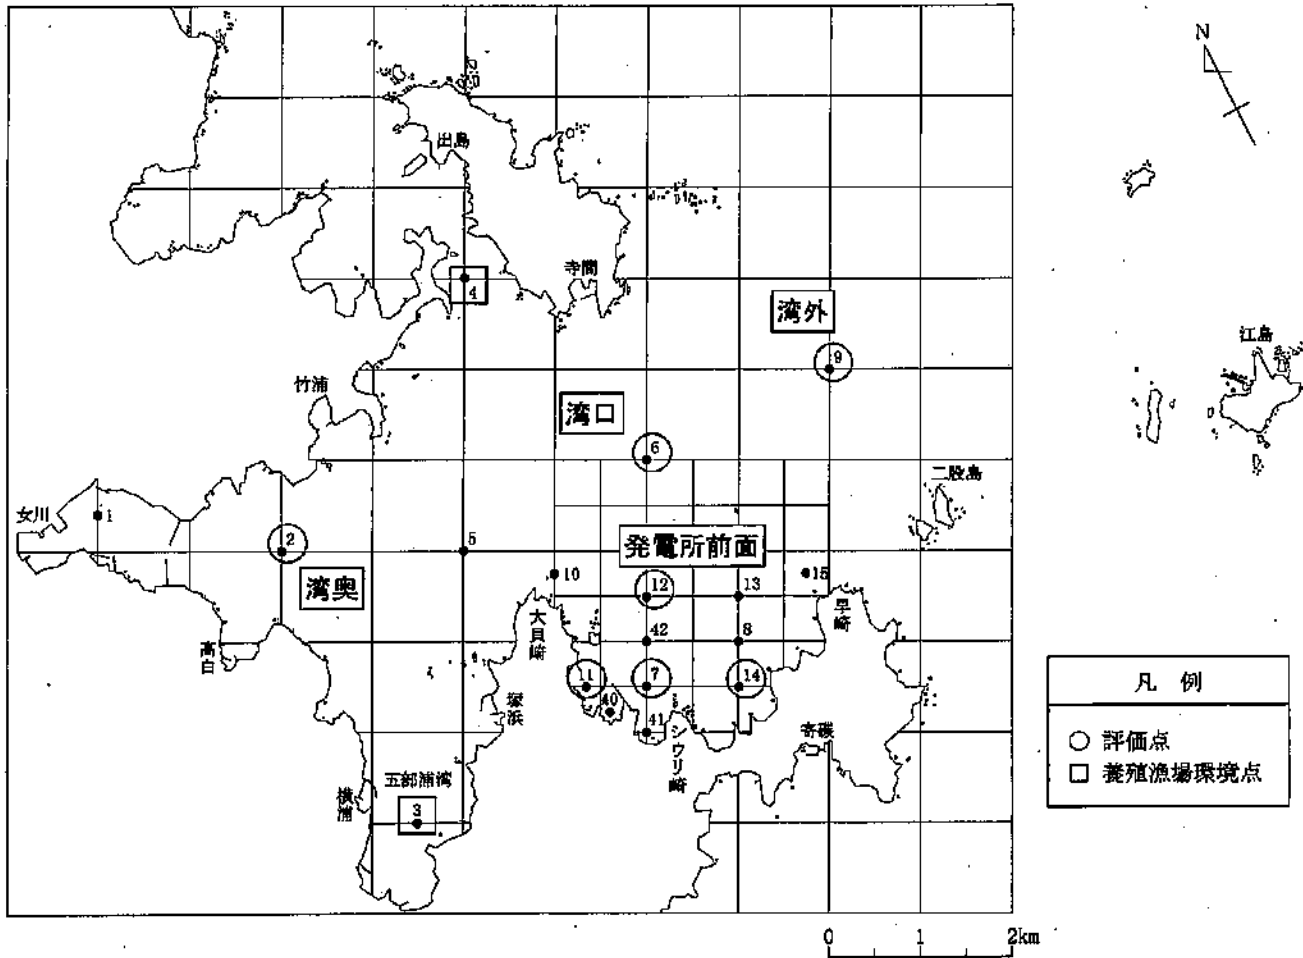 N
出島
寺間
4
湾外
江島
9
竹浦
湾口
6
二股島
女川
1
2
5
発電所前面
湾奥
10
12
13
15
大貝崎
早崎
高白
42
8
塚浜
11
7
14
40
41
シウリ崎
寄磯
五部浦湾
横浦
3
凡例
評価点
養殖漁場環境点
0 1 2km